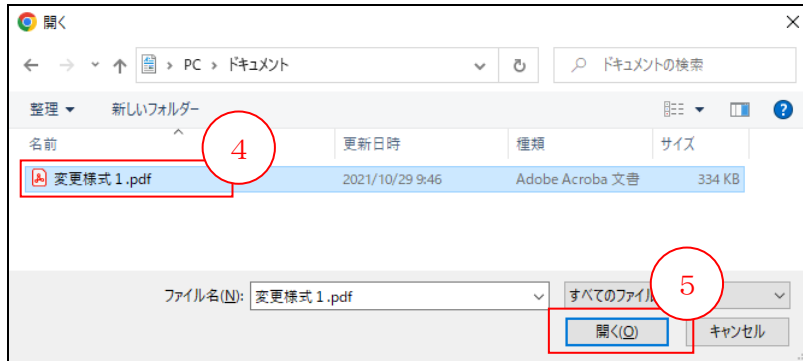 開く
PC › ドキュメント
ドキュメントの検索
整理 ▼ 新しいフォルダー
名前 更新日時 種類 サイズ
4
変更様式１.pdf 2021/10/29 9:46 Adobe Acroba 文書 334 KB
ファイル名(N): 変更様式１.pdf すべてのファイル
5
開く(O) キャンセル